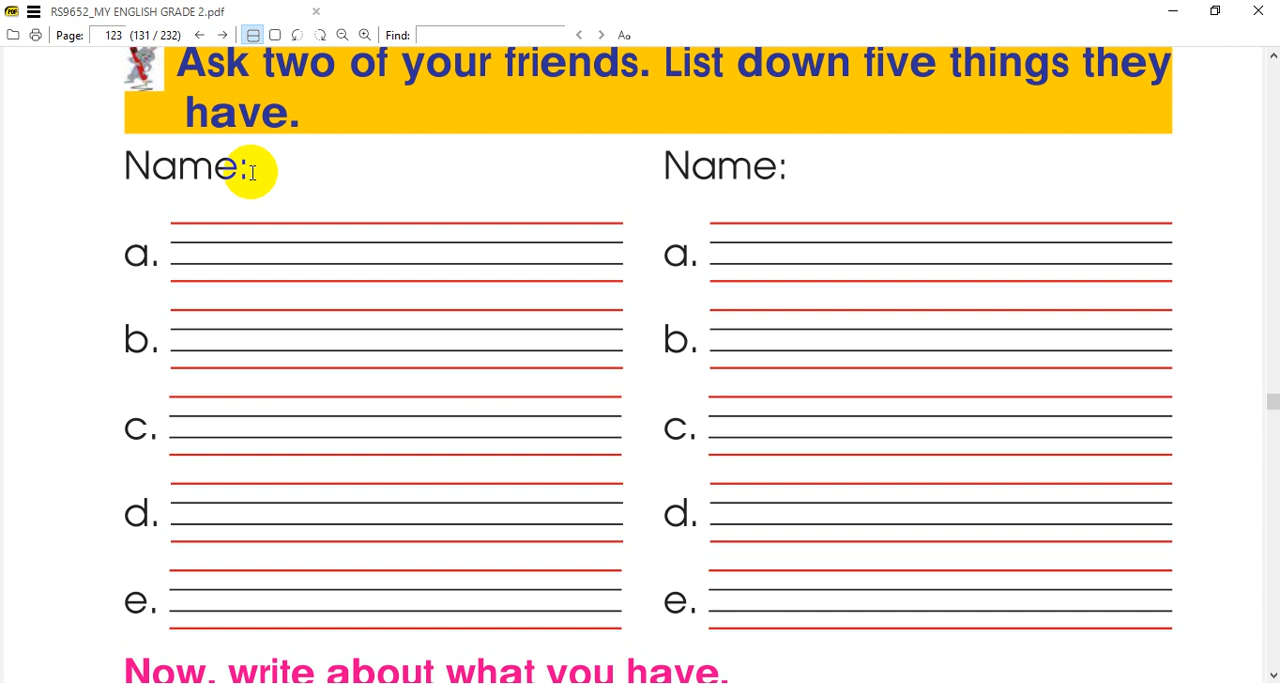 RS9652_MY ENGLISH GRADE 2.pdf
Page: 123 (131 / 232) Find:
Ask two of your friends. List down five things they
have.
Name:
a.
b.
c.
d.
e.
Name:
a.
b.
c.
d.
e.
Now, write about what you have.